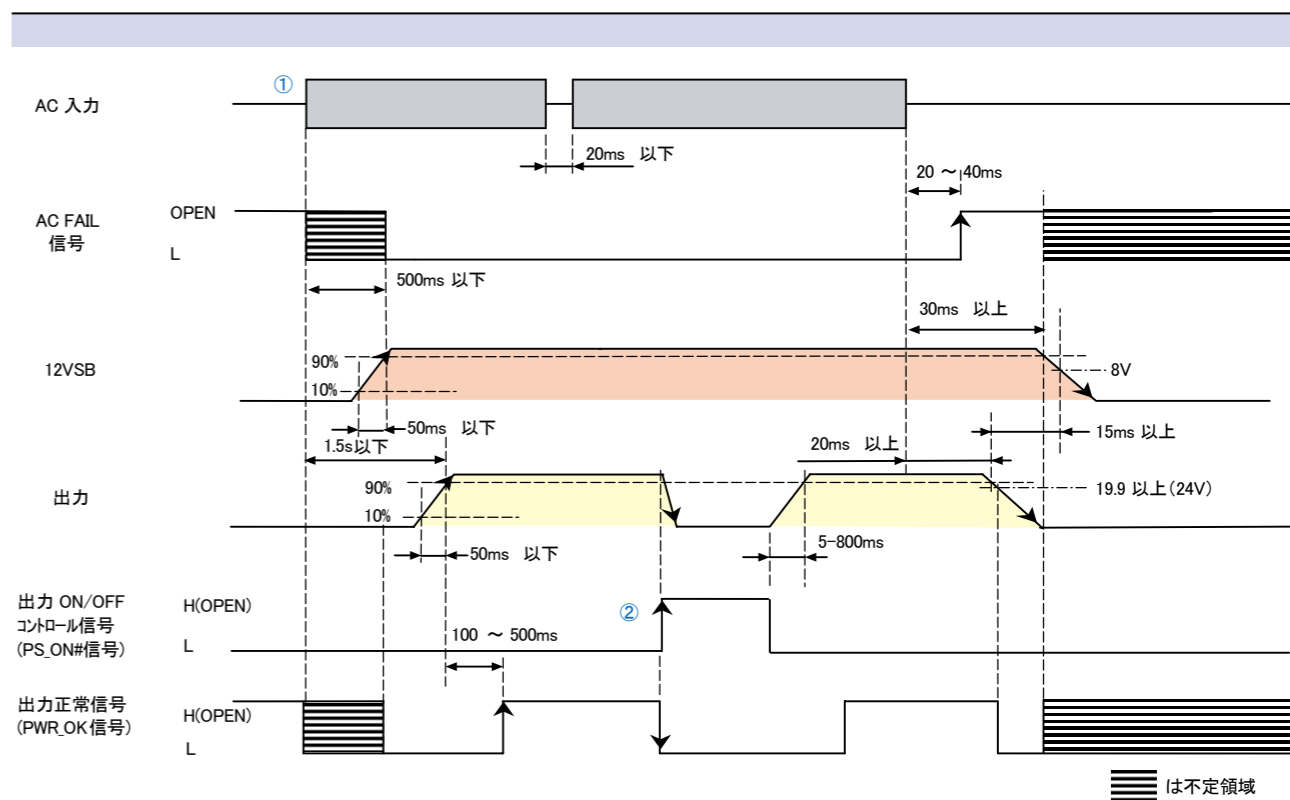 ①
AC 入力
20ms 以下
20 ～ 40ms
AC FAIL
信号
OPEN
L
500ms 以下
30ms 以上
12VSB
90%
10%
8V
50ms 以下
15ms 以上
1.5s以下
20ms 以上
出力
90%
10%
19.9 以上(24V)
50ms 以下
5-800ms
出力 ON/OFF
コントロール信号
(PS_ON#信号)
H(OPEN)
L
②
100 ～ 500ms
出力正常信号
(PWR_OK信号)
H(OPEN)
L
は不定領域